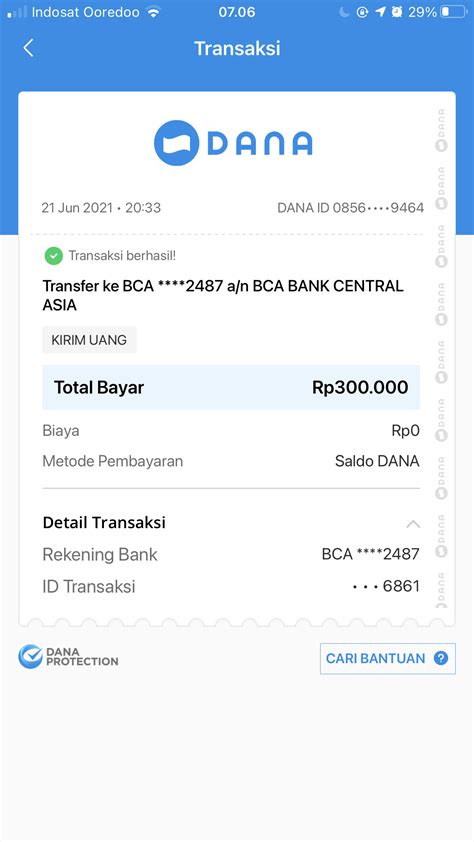 Indosat Ooredoo 07.06 29%
Transaksi
DANA
21 Jun 2021 • 20:33 DANA ID 0856••••9464
Transaksi berhasil!
Transfer ke BCA ****2487 a/n BCA BANK CENTRAL
ASIA
KIRIM UANG
Total Bayar Rp300.000
Biaya Rp0
Metode Pembayaran Saldo DANA
Detail Transaksi
Rekening Bank BCA ****2487
ID Transaksi • • • 6861
DANA
PROTECTION
CARI BANTUAN ?
DANA
DANA
DANA
DANA
DANA
DANA
DANA
DANA
DANA